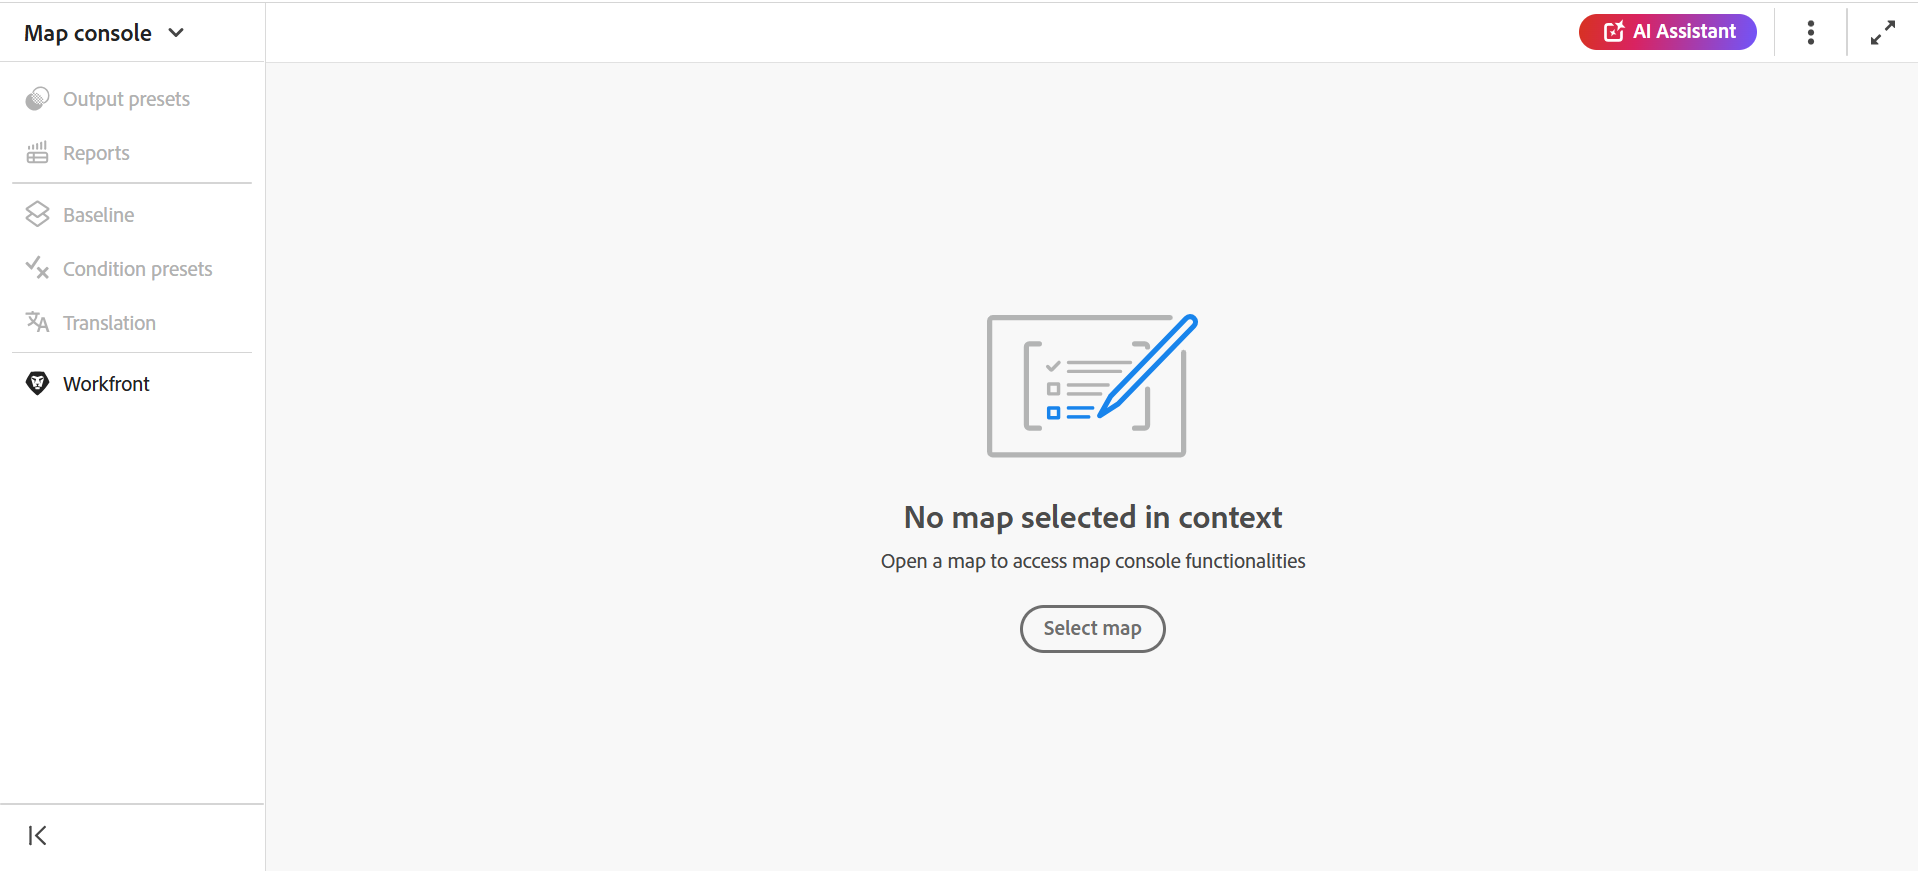 Map console
AI Assistant
Output presets
Reports
Baseline
Condition presets
Translation
Workfront
No map selected in context
Open a map to access map console functionalities
Select map